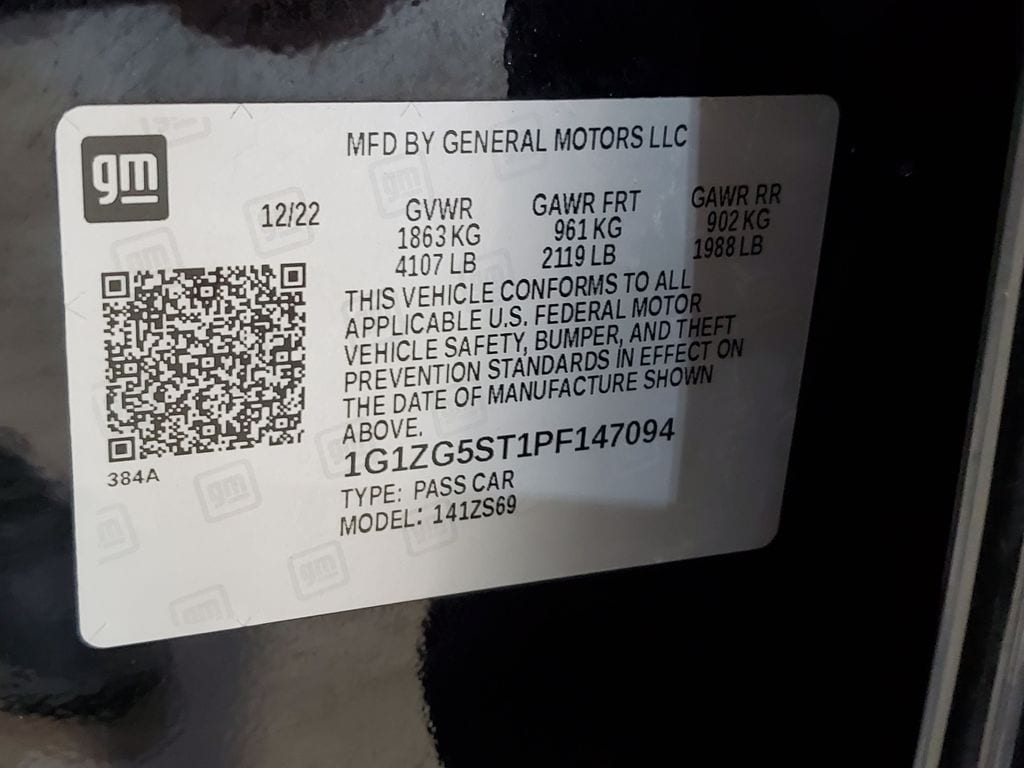 gm
MFD BY GENERAL MOTORS LLC
12/22
GVWR GAWR FRT GAWR RR
1863 KG 961 KG 902 KG
4107 LB 2119 LB 1988 LB
THIS VEHICLE CONFORMS TO ALL
APPLICABLE U.S. FEDERAL MOTOR
VEHICLE SAFETY, BUMPER, AND THEFT
PREVENTION STANDARDS IN EFFECT ON
THE DATE OF MANUFACTURE SHOWN
ABOVE.
384A
1G1ZG5ST1PF147094
TYPE: PASS CAR
MODEL: 141ZS69